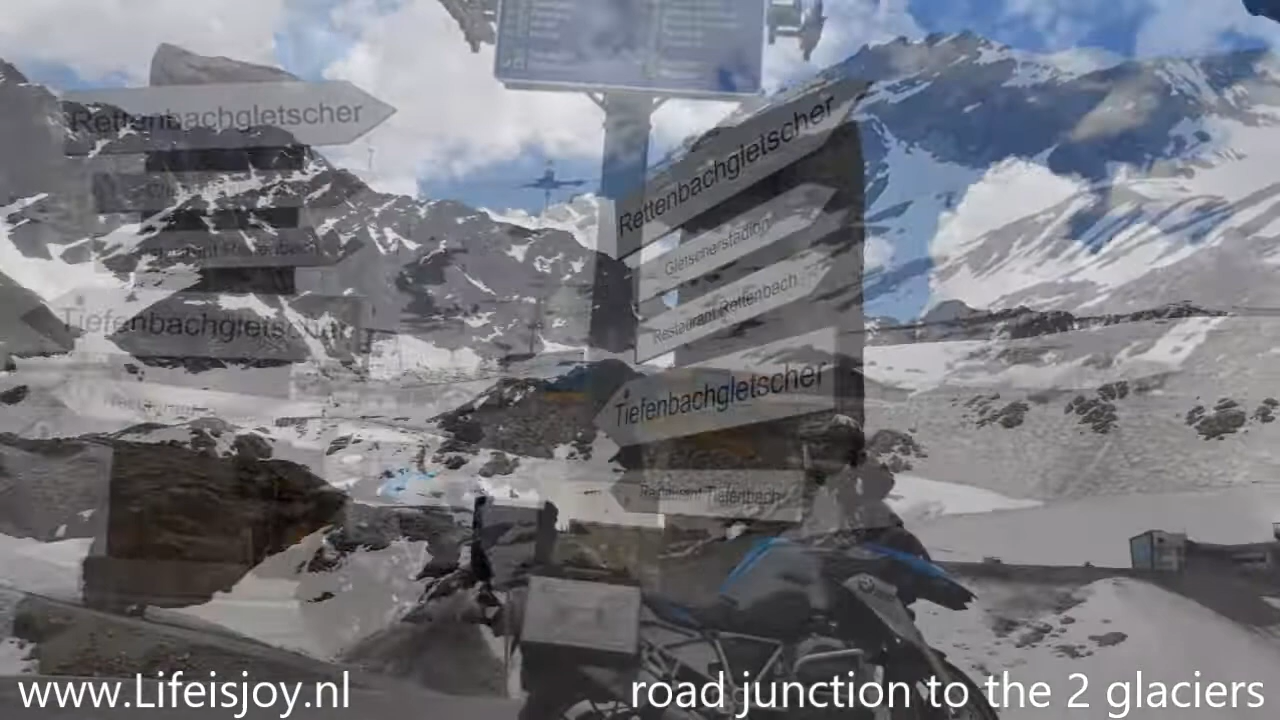 Rettenbachgletscher
Tiefenbachgletscher
Rettenbachgletscher
Gletscherstadion
Restaurant Rettenbach
Tiefenbachgletscher
Restaurant Tiefenbach
www.Lifeisjoy.nl
road junction to the 2 glaciers